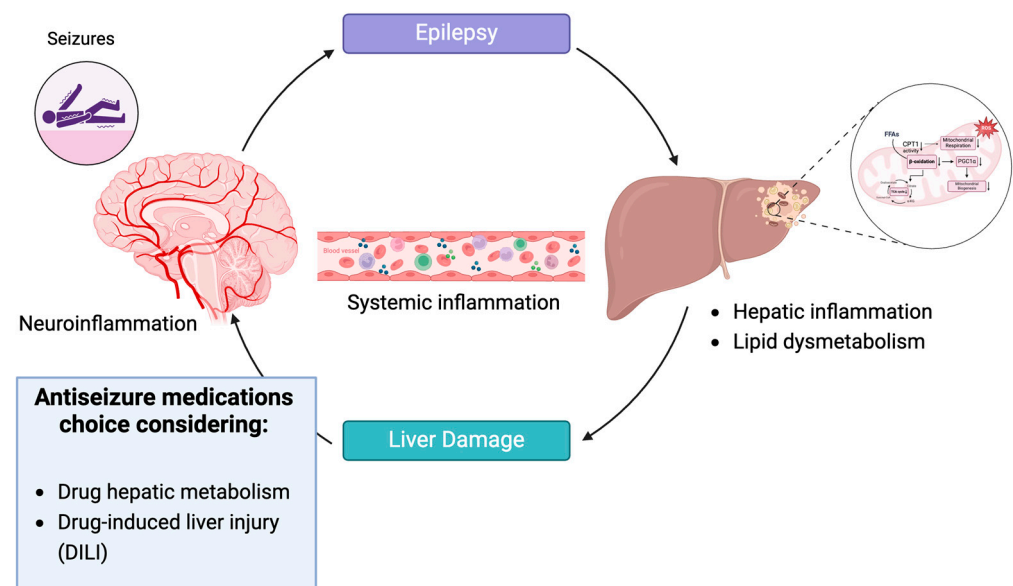 Seizures
Epilepsy
ROS
FFAs
CPT1
activity
Mitochondrial
Respiration
β-oxidation
PGC1α
Mitochondrial
Biogenesis
Blood vessel
Systemic inflammation
Neuroinflammation
• Hepatic inflammation
• Lipid dysmetabolism
Antiseizure medications
choice considering:
• Drug hepatic metabolism
• Drug-induced liver injury
(DILI)
Liver Damage